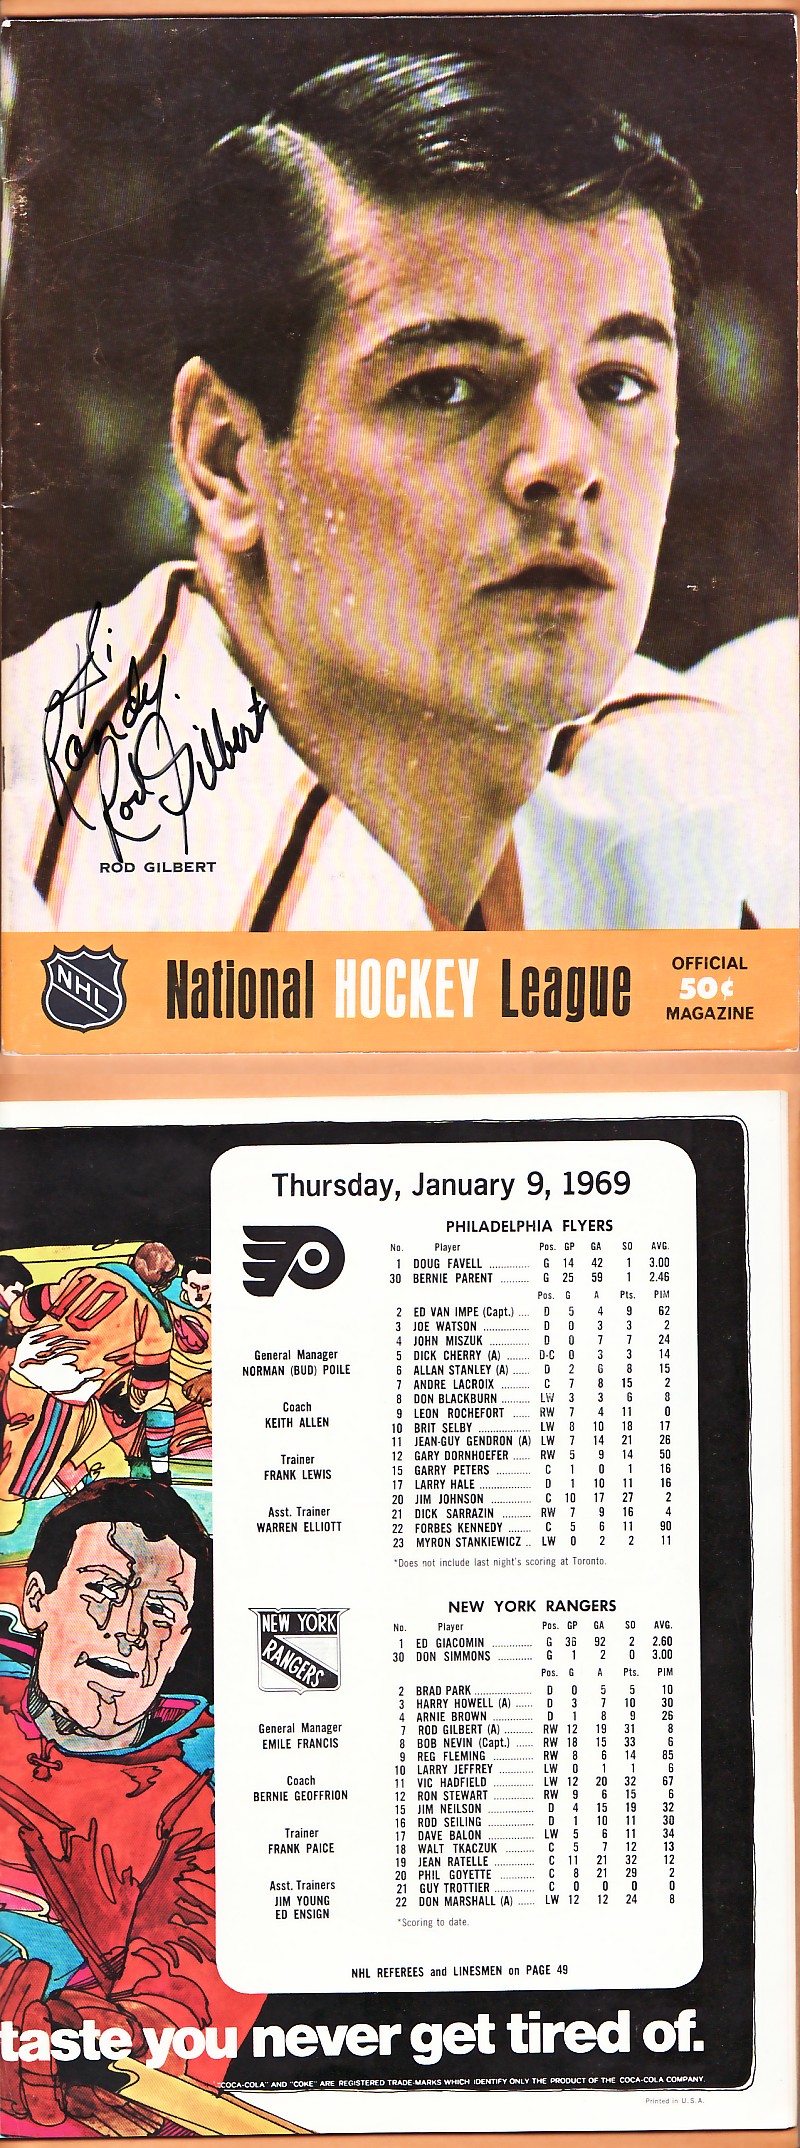 Hi
Randy
Rod Gilbert
ROD GILBERT
NHL
National HOCKEY League
OFFICIAL
50¢
MAGAZINE
Thursday, January 9, 1969
PHILADELPHIA FLYERS
No. Player Pos. GP GA SO AVG.
1 DOUG FAVELL ............. G 14 42 1 3.00
30 BERNIE PARENT ......... G 25 59 1 2.46
Pos. G A Pts. PIM
2 ED VAN IMPE (Capt.) .... D 5 4 9 62
3 JOE WATSON ................ D 0 3 3 2
4 JOHN MISZUK ............... D 0 7 7 24
5 DICK CHERRY (A) ........ D-C 0 3 3 14
6 ALLAN STANLEY (A) ...... D 2 6 8 15
7 ANDRE LACROIX .......... C 7 8 15 2
8 DON BLACKBURN ......... LW 3 3 6 8
9 LEON ROCHEFORT ...... RW 7 4 11 0
10 BRIT SELBY .................. LW 8 10 18 17
11 JEAN-GUY GENDRON (A) LW 7 14 21 26
12 GARY DORNHOEFER ...... RW 5 9 14 50
15 GARRY PETERS ............ C 1 0 1 16
17 LARRY HALE ................ D 1 10 11 16
20 JIM JOHNSON .............. C 10 17 27 2
21 DICK SARRAZIN ........... RW 7 9 16 4
22 FORBES KENNEDY ........ C 5 6 11 90
23 MYRON STANKIEWICZ .. LW 0 2 2 11
*Does not include last night's scoring at Toronto.
General Manager
NORMAN (BUD) POILE
Coach
KEITH ALLEN
Trainer
FRANK LEWIS
Asst. Trainer
WARREN ELLIOTT
NEW YORK
RANGERS
NEW YORK RANGERS
No. Player Pos. GP GA SO AVG.
1 ED GIACOMIN ............. G 36 92 2 2.60
30 DON SIMMONS ............ G 1 2 0 3.00
Pos. G A Pts. PIM
2 BRAD PARK ................. D 0 5 5 10
3 HARRY HOWELL (A) ...... D 3 7 10 30
4 ARNIE BROWN .............. D 1 8 9 26
7 ROD GILBERT (A) ......... RW 12 19 31 8
8 BOB NEVIN (Capt.) ....... RW 18 15 33 6
9 REG FLEMING .............. RW 8 6 14 85
10 LARRY JEFFREY ........... LW 0 1 1 6
11 VIC HADFIELD .............. LW 12 20 32 67
12 RON STEWART .............. RW 9 6 15 6
15 JIM NEILSON ................ D 4 15 19 32
16 ROD SEILING ................ D 1 10 11 30
17 DAVE BALON ................ LW 5 6 11 34
18 WALT TKACZUK ............ C 5 7 12 13
19 JEAN RATELLE .............. C 11 21 32 12
20 PHIL GOYETTE .............. C 8 21 29 2
21 GUY TROTTIER .............. C 0 0 0 0
22 DON MARSHALL (A) ...... LW 12 12 24 8
*Scoring to date.
General Manager
EMILE FRANCIS
Coach
BERNIE GEOFFRION
Trainer
FRANK PAICE
Asst. Trainers
JIM YOUNG
ED ENSIGN
NHL REFEREES and LINESMEN on PAGE 49
10
taste you never get tired of.
"COCA-COLA" AND "COKE" ARE REGISTERED TRADE-MARKS WHICH IDENTIFY ONLY THE PRODUCT OF THE COCA-COLA COMPANY.
Printed in U.S.A.